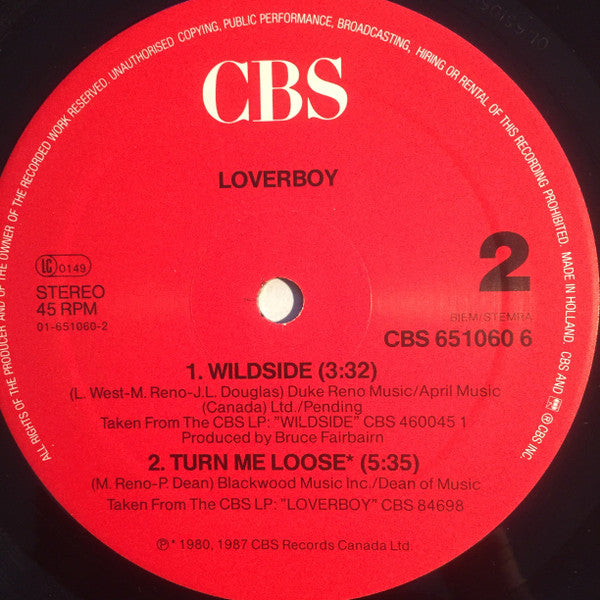 ALL RIGHTS OF THE PRODUCER AND OF THE OWNER OF THE RECORDED WORK RESERVED. UNAUTHORISED COPYING, PUBLIC PERFORMANCE, BROADCASTING, HIRING OR RENTAL OF THIS RECORDING PROHIBITED. MADE IN HOLLAND. CBS AND ℗ CBS INC.
CBS
LOVERBOY
LC 0149
STEREO
45 RPM
01-651060-2
2
BIEM/STEMRA
CBS 651060 6
1. WILDSIDE (3:32)
(L. West-M. Reno-J.L. Douglas) Duke Reno Music/April Music
(Canada) Ltd./Pending
Taken From The CBS LP: "WILDSIDE" CBS 460045 1
Produced by Bruce Fairbairn
2. TURN ME LOOSE* (5:35)
(M. Reno-P. Dean) Blackwood Music Inc./Dean of Music
Taken From The CBS LP: "LOVERBOY" CBS 84698
℗* 1980, 1987 CBS Records Canada Ltd.